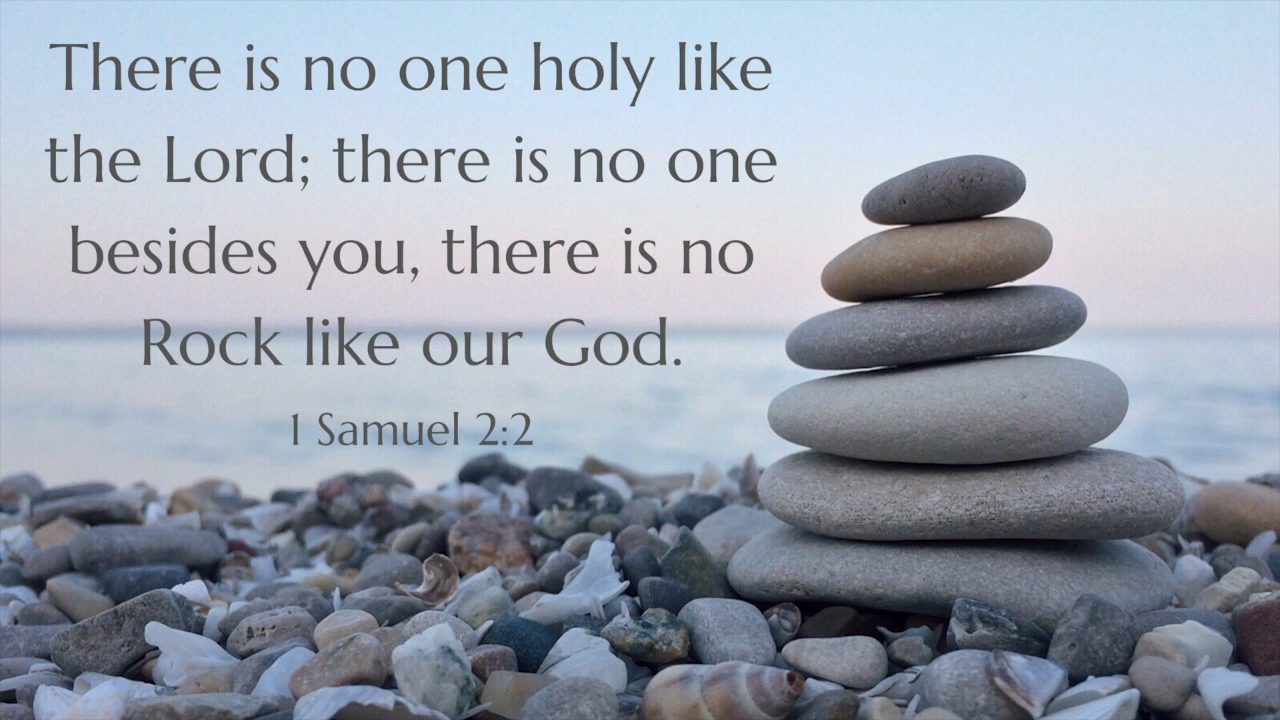 There is no one holy like
the Lord; there is no one
besides you, there is no
Rock like our God.
1 Samuel 2:2